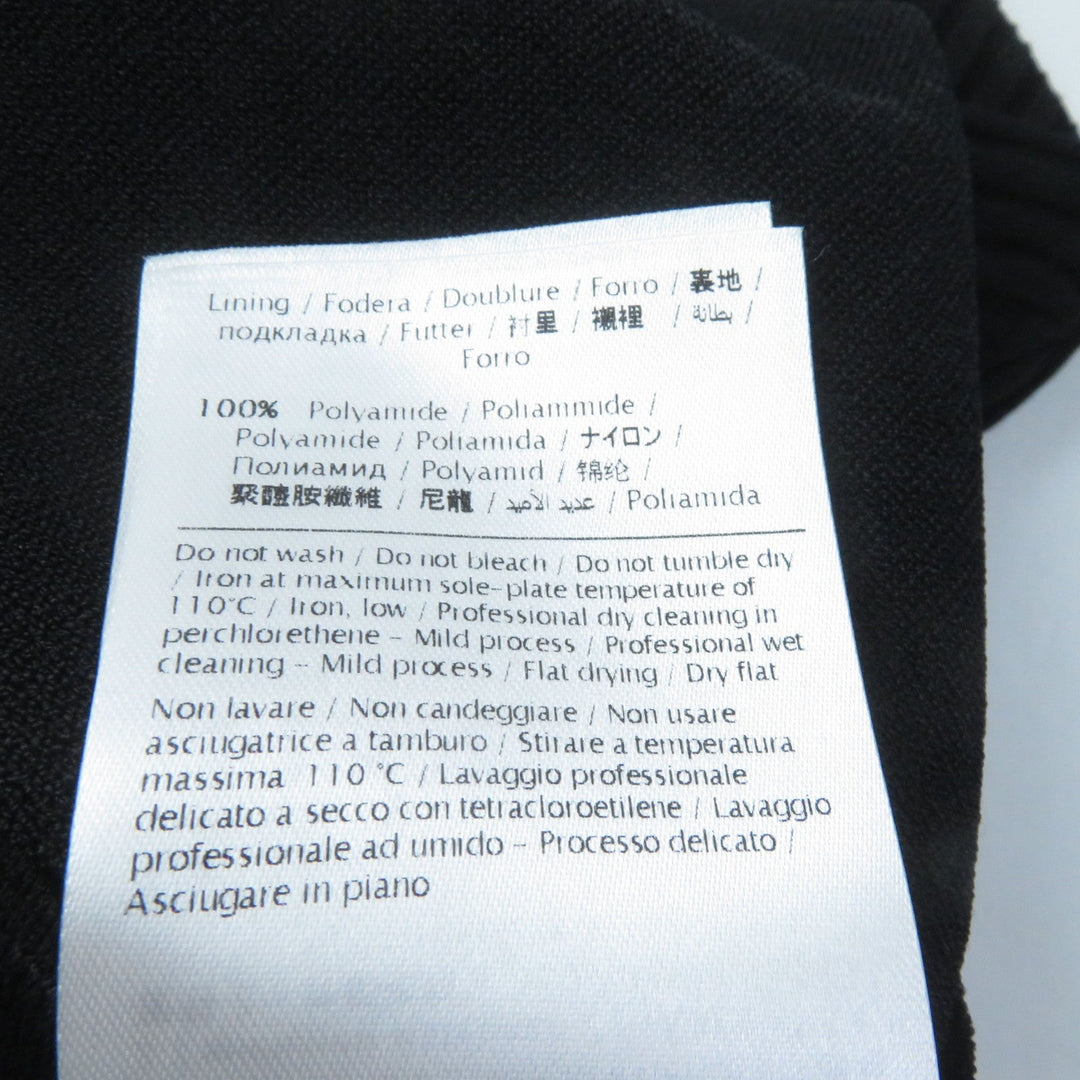 Lining / Fodera / Doublure / Forro / 裏地 /
подкладка / Futter / 衬里 / 襯裡 / بطانة /
Forro
100% Polyamide / Poliammide /
Polyamide / Poliamida / ナイロン /
Полиамид / Polyamid / 锦纶 /
聚醯胺纖維 / 尼龍 / عديد الأميد / Poliamida
Do not wash / Do not bleach / Do not tumble dry
/ Iron at maximum sole-plate temperature of
110°C / Iron, low / Professional dry cleaning in
perchlorethene - Mild process / Professional wet
cleaning - Mild process / Flat drying / Dry flat
Non lavare / Non candeggiare / Non usare
asciugatrice a tamburo / Stirare a temperatura
massima 110 °C / Lavaggio professionale
delicato a secco con tetracloroetilene / Lavaggio
professionale ad umido - Processo delicato /
Asciugare in piano